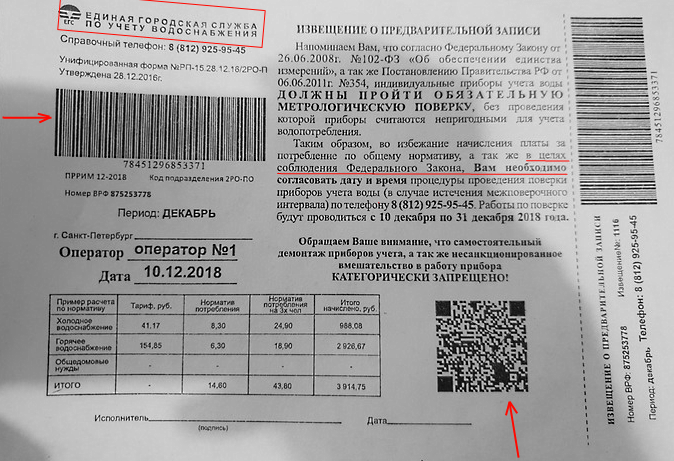 ЕДИНАЯ ГОРОДСКАЯ СЛУЖБА
ПО УЧЕТУ ВОДОСНАБЖЕНИЯ
ЕГС
Справочный телефон: 8 (812) 925-95-45
Унифицированная форма №РП-15.28.12.16/2РО-П
Утверждена 28.12.2016г.
78451296853371
ПРРИМ 12-2018 Код подразделения 2РО-ПО
Номер ВРФ 875253778
Период: ДЕКАБРЬ
г. Санкт-Петербург
Оператор оператор №1
Дата 10.12.2018
ИЗВЕЩЕНИЕ О ПРЕДВАРИТЕЛЬНОЙ ЗАПИСИ
Напоминаем Вам, что согласно Федеральному Закону от
26.06.2008г. №102-ФЗ «Об обеспечении единства
измерений», а так же Постановлении Правительства РФ от
06.06.2011г. №354, индивидуальные приборы учета воды
ДОЛЖНЫ ПРОЙТИ ОБЯЗАТЕЛЬНУЮ
МЕТРОЛОГИЧЕСКУЮ ПОВЕРКУ, без проведения
которой приборы считаются непригодными для учета
водопотребления.
Таким образом, во избежание начисления платы за
потребление по общему нормативу, а так же в целях
соблюдения Федерального Закона, Вам необходимо
согласовать дату и время процедуры проведения поверки
приборов учета воды (в случае истечения межповерочного
интервала) по телефону 8 (812) 925-95-45. Работы по поверке
будут проводиться с 10 декабря по 31 декабря 2018 года.
Обращаем Ваше внимание, что самостоятельный
демонтаж приборов учета, а так же несанкционированное
вмешательство в работу прибора
КАТЕГОРИЧЕСКИ ЗАПРЕЩЕНО!
Пример расчета по нормативу Тариф, руб. Норматив потребления Норматив потребления на 3х чел Итого начислено, руб.
Холодное водоснабжение 41,17 8,30 24,90 988,08
Горячее водоснабжение 154,85 6,30 18,90 2 926,67
Общедомовые нужды - - - -
ИТОГО 14,60 43,80 3 914,75
Исполнитель Дата
(подпись)
78451296853371
ИЗВЕЩЕНИЕ О ПРЕДВАРИТЕЛЬНОЙ ЗАПИСИ
Номер ВРФ: 875253778 Извещение№: 1116
Период: декабрь Телефон: 8 (812) 925-95-45